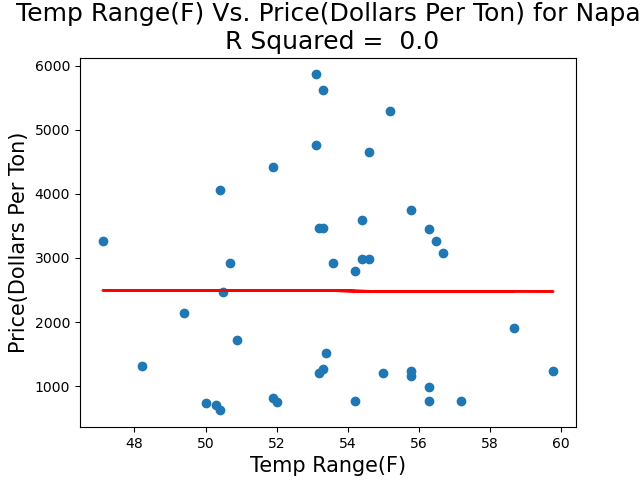 Temp Range(F) Vs. Price(Dollars Per Ton) for Napa
R Squared =  0.0
6000
5000
4000
3000
2000
1000
Price(Dollars Per Ton)
48 50 52 54 56 58 60
Temp Range(F)